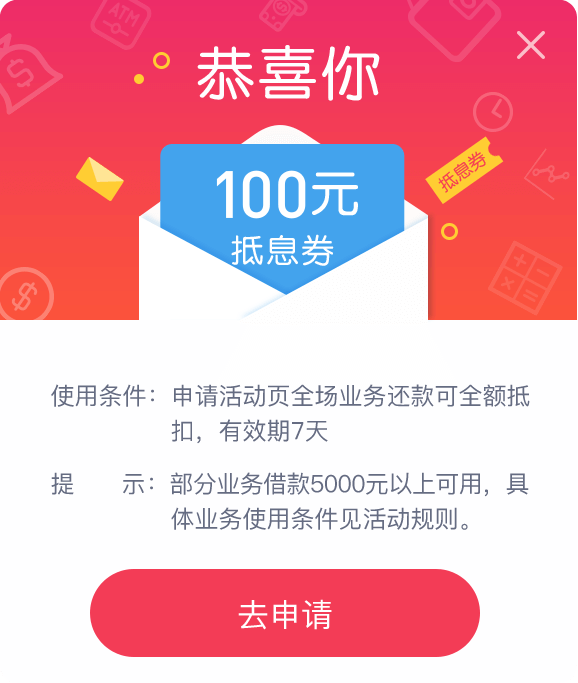 ATM
恭喜你
100元
抵息券
抵息券
使用条件：申请活动页全场业务还款可全额抵
扣，有效期7天
提　　示：部分业务借款5000元以上可用，具
体业务使用条件见活动规则。
去申请